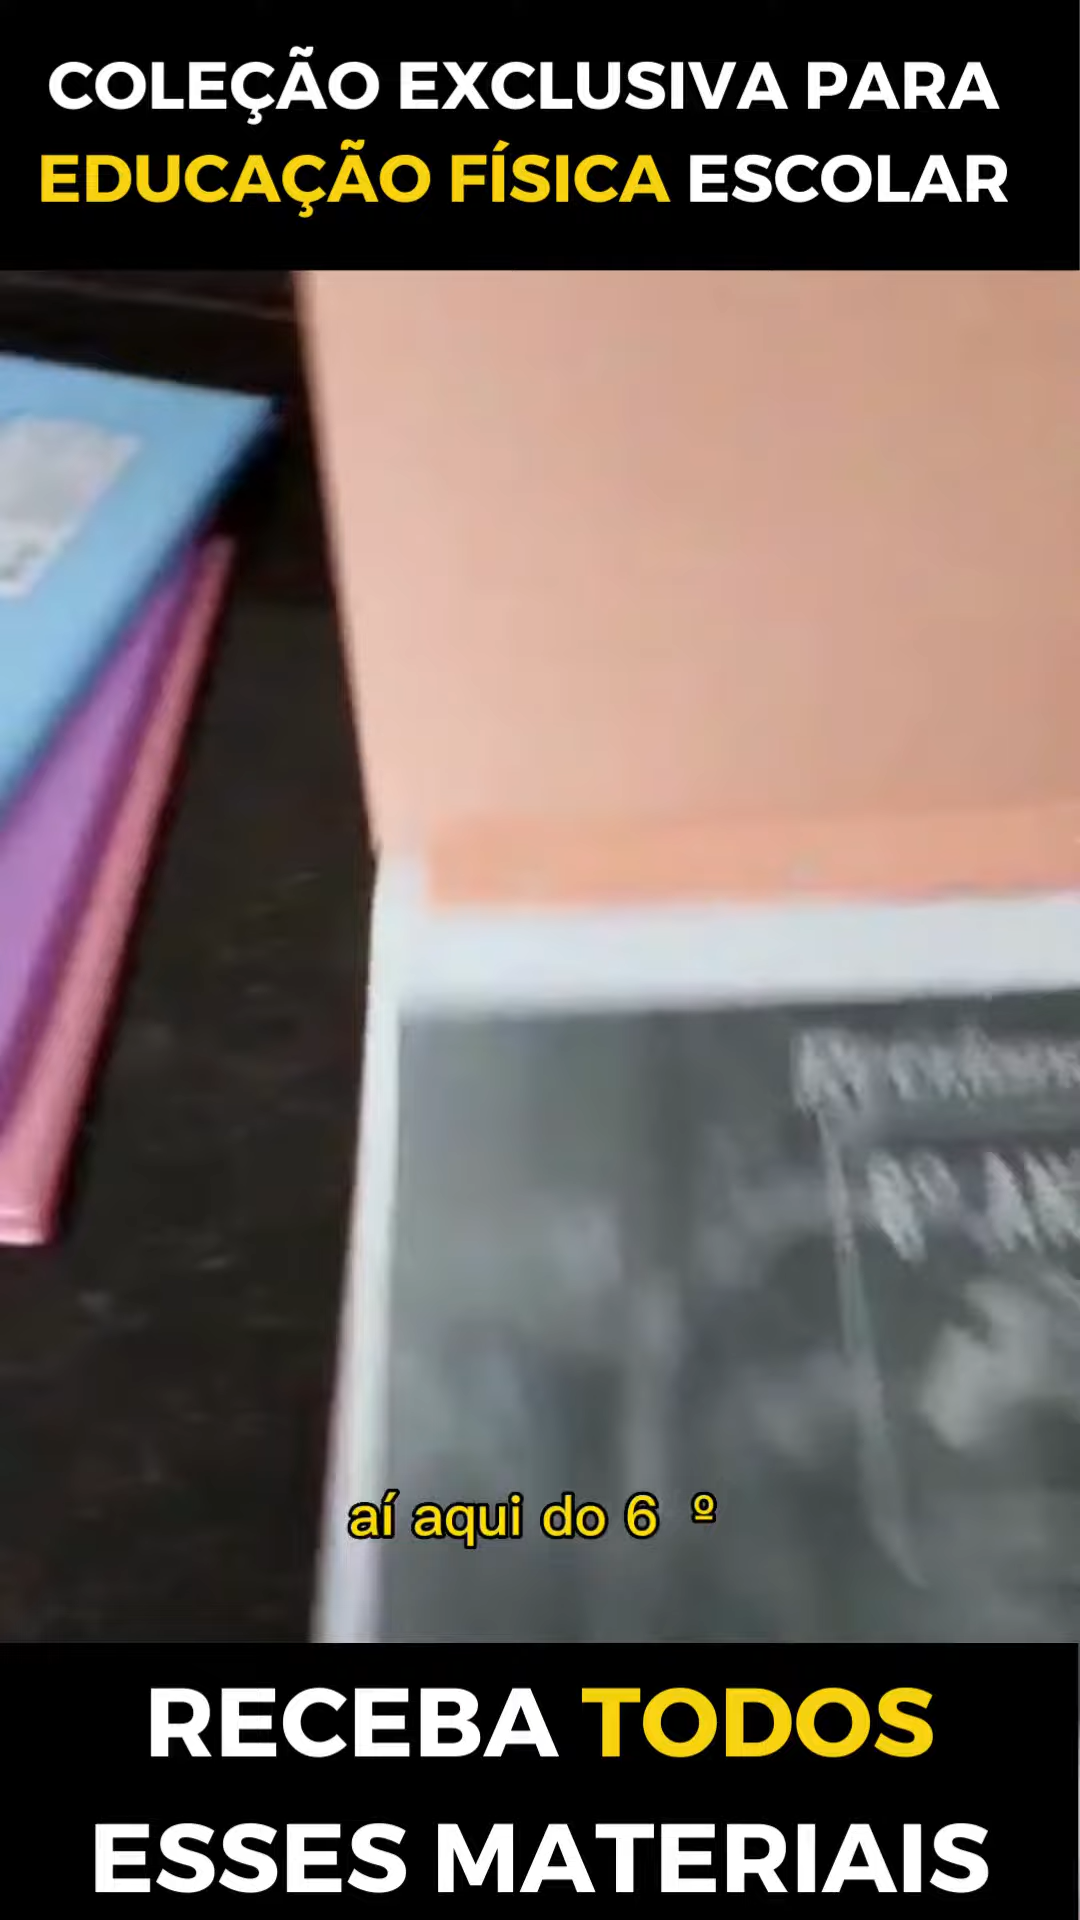 COLEÇÃO EXCLUSIVA PARA
EDUCAÇÃO FÍSICA ESCOLAR
aí aqui do 6 º
RECEBA TODOS
ESSES MATERIAIS